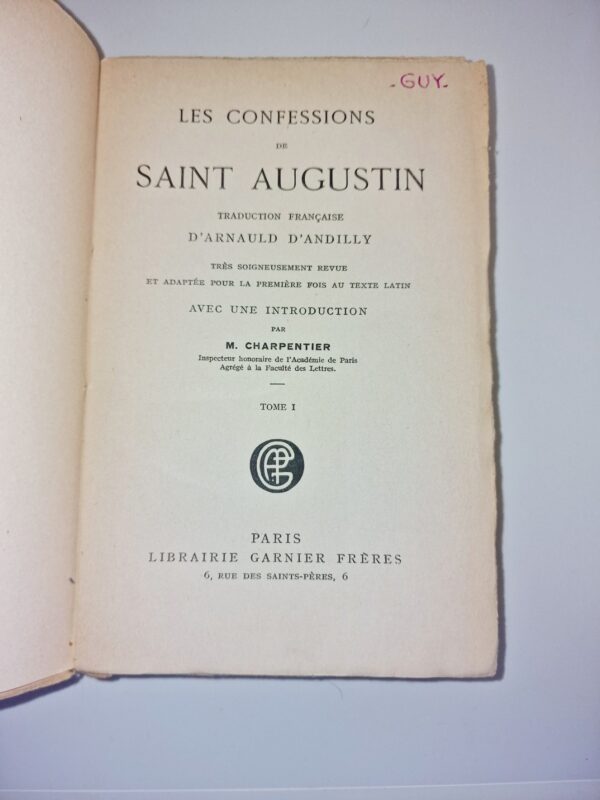 - GUY -
LES CONFESSIONS
DE
SAINT AUGUSTIN
TRADUCTION FRANÇAISE
D'ARNAULD D'ANDILLY
TRÈS SOIGNEUSEMENT REVUE
ET ADAPTÉE POUR LA PREMIÈRE FOIS AU TEXTE LATIN
AVEC UNE INTRODUCTION
PAR
M. CHARPENTIER
Inspecteur honoraire de l'Académie de Paris
Agrégé à la Faculté des Lettres.
TOME I
PARIS
LIBRAIRIE GARNIER FRÈRES
6, RUE DES SAINTS-PÈRES, 6